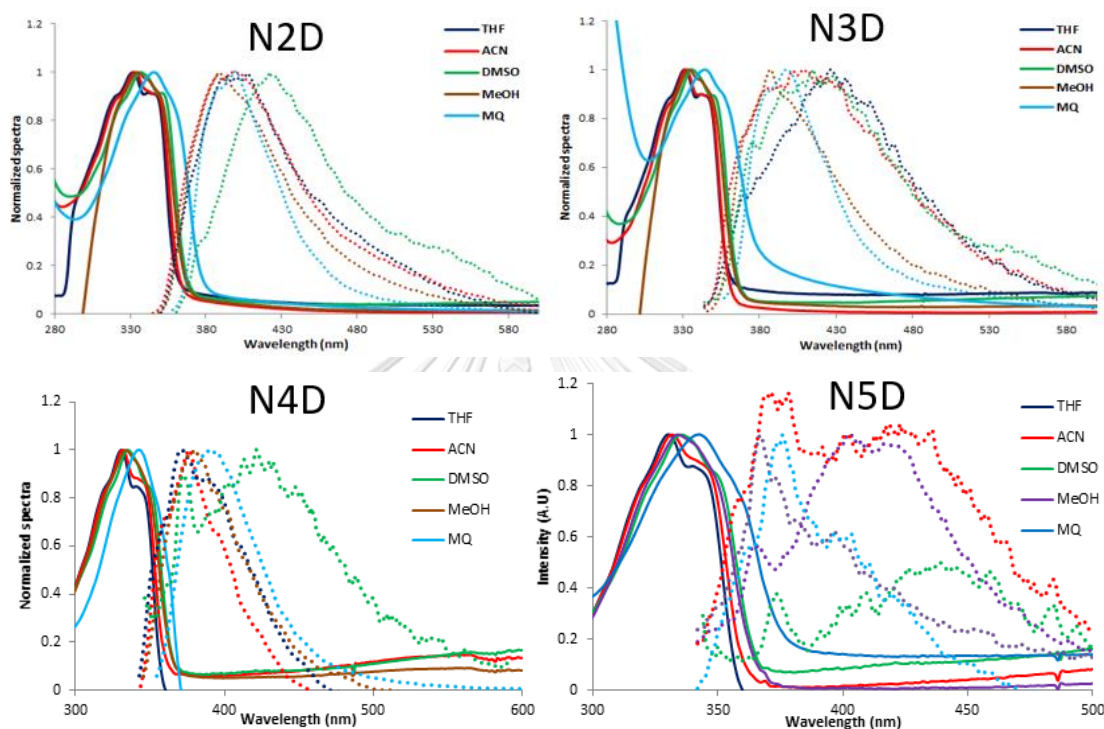 N2D
THF
ACN
DMSO
MeOH
MQ
Normalized spectra
1.2
1
0.8
0.6
0.4
0.2
0
280 330 380 430 480 530 580
Wavelength (nm)
N3D
THF
ACN
DMSO
MeOH
MQ
Normalized spectra
1.2
1
0.8
0.6
0.4
0.2
0
280 330 380 430 480 530 580
Wavelength (nm)
N4D
THF
ACN
DMSO
MeOH
MQ
Normalized spectra
1.2
1
0.8
0.6
0.4
0.2
0
300 400 500 600
Wavelength (nm)
N5D
THF
ACN
DMSO
MeOH
MQ
Intensity (A.U)
1.2
1
0.8
0.6
0.4
0.2
0
300 350 400 450 500
Wavelength (nm)